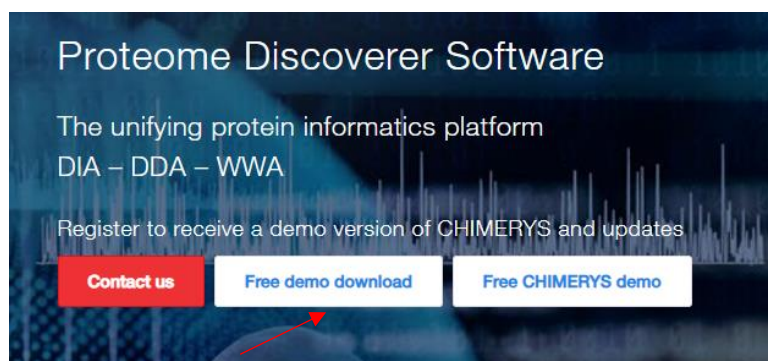 Proteome Discoverer Software
The unifying protein informatics platform
DIA – DDA – WWA
Register to receive a demo version of CHIMERYS and updates
Contact us
Free demo download
Free CHIMERYS demo